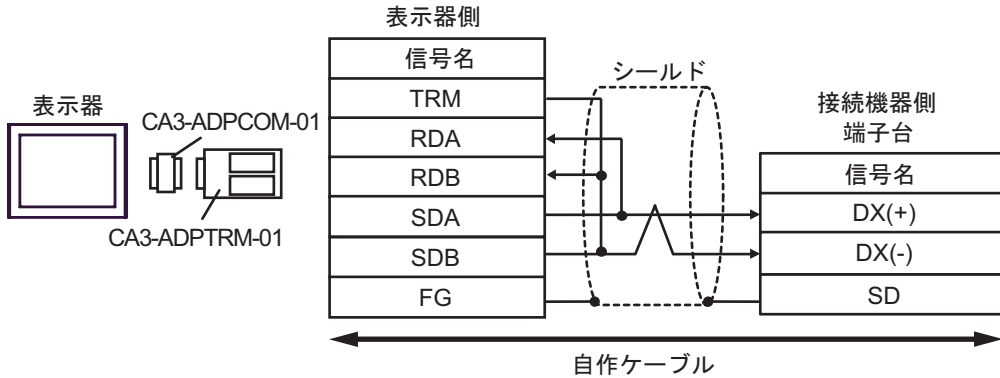 表示器
CA3-ADPCOM-01
CA3-ADPTRM-01
表示器側
信号名
TRM
RDA
RDB
SDA
SDB
FG
シールド
接続機器側
端子台
信号名
DX(+)
DX(-)
SD
自作ケーブル